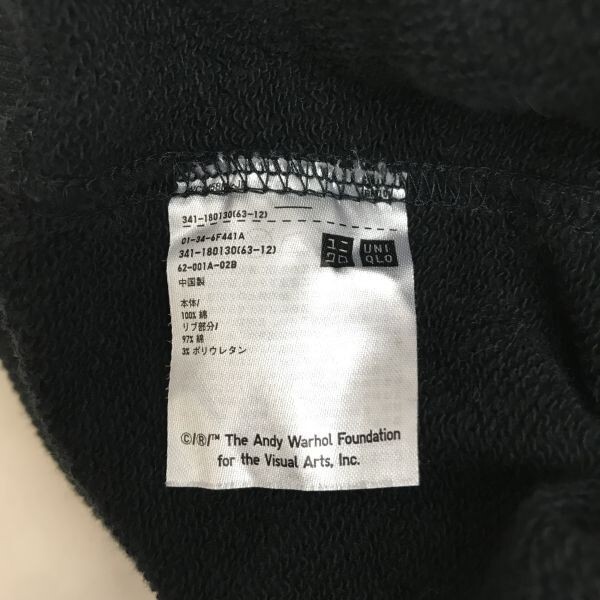 341-180130(63-12)
01-34-6F441A
341-180130(63-12)
62-001A-02B
中国製
ユニ
クロ
UNI
QLO
本体/
100% 綿
リブ部分/
97% 綿
3% ポリウレタン
©/®/™ The Andy Warhol Foundation
for the Visual Arts, Inc.